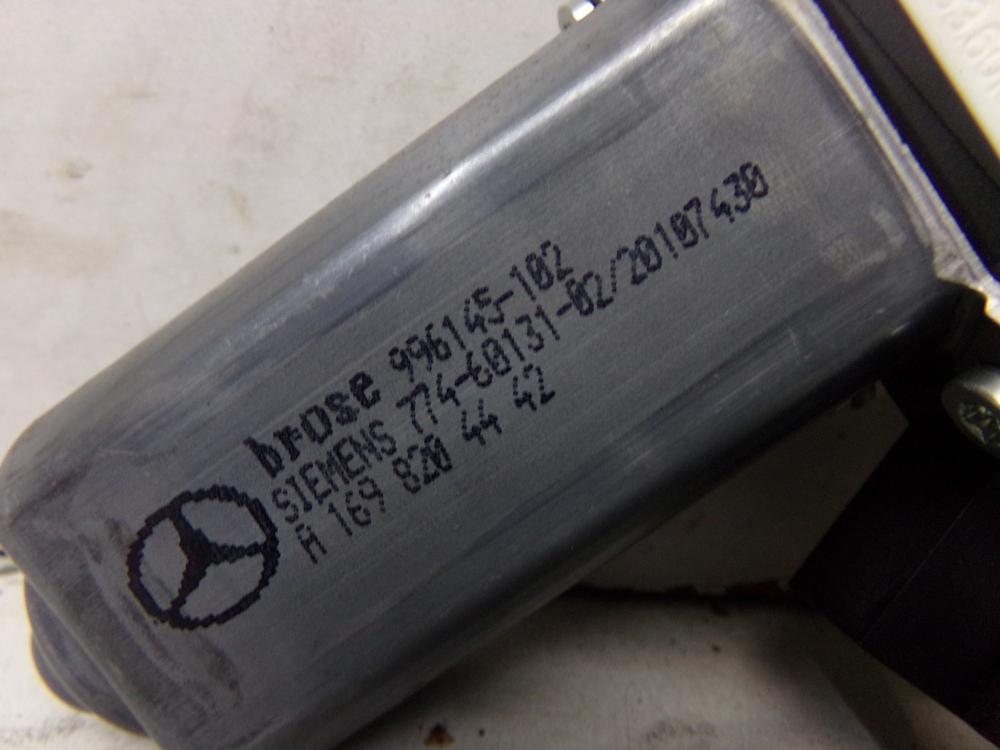 brose 996145-102
SIEMENS 774-60131-02/20107430
A 169 820 44 42